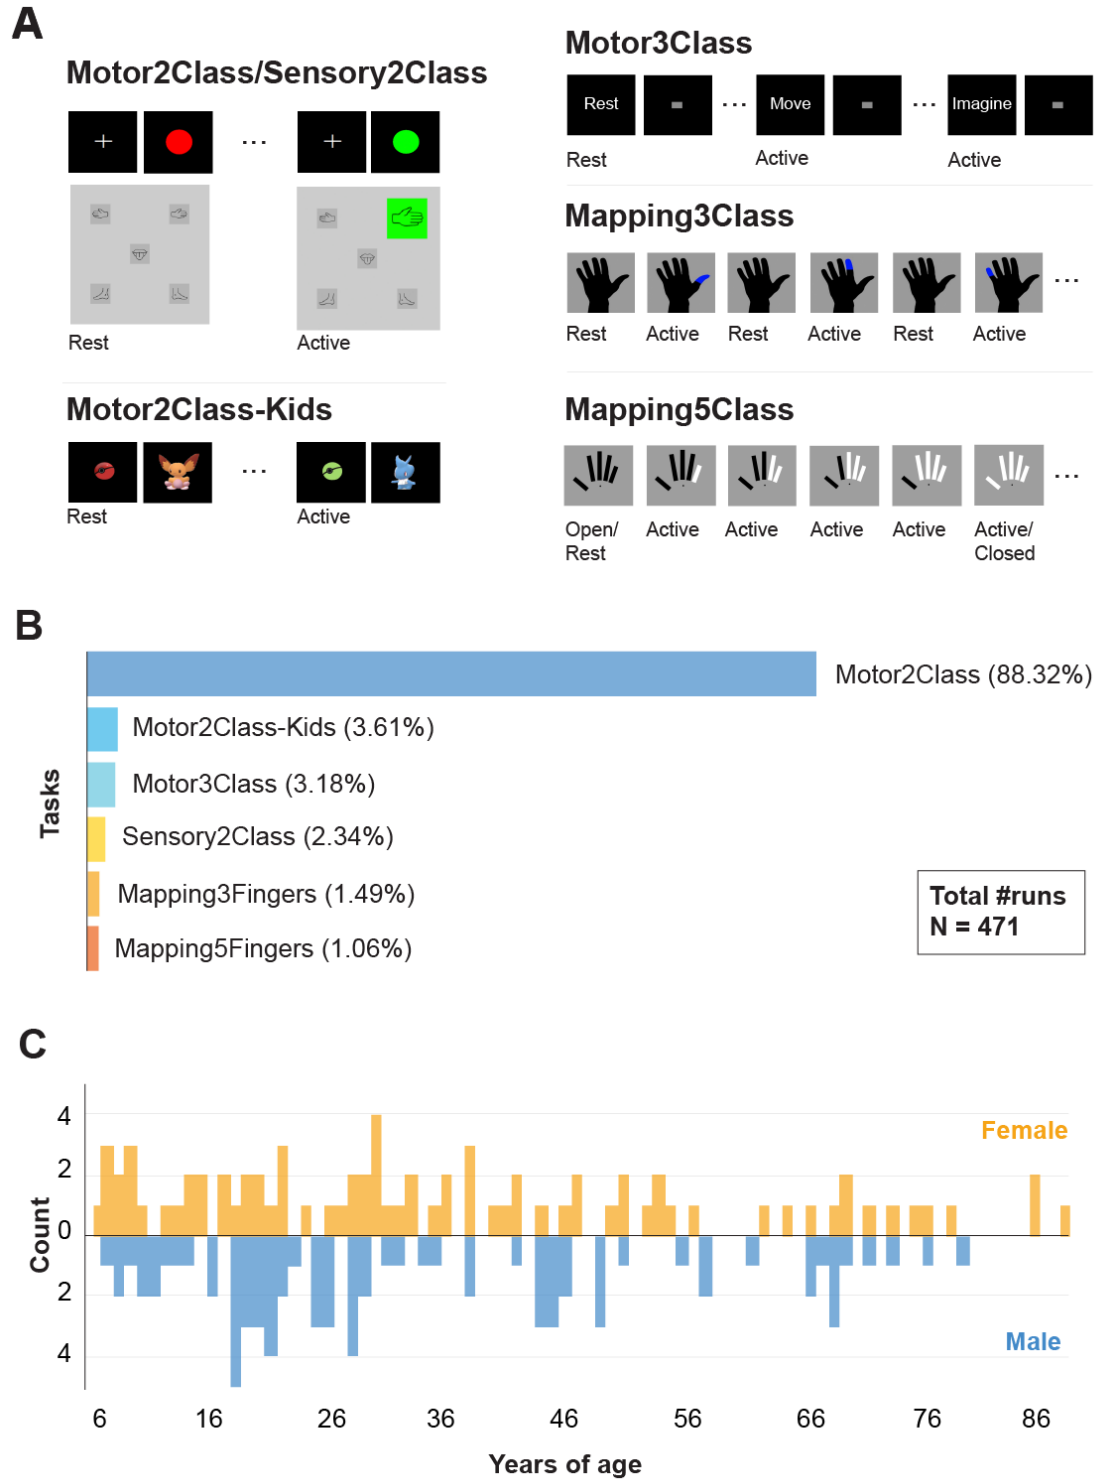 A
Motor2Class/Sensory2Class
Rest
Active
Motor2Class-Kids
Rest
Active
Motor3Class
Rest
Move
Imagine
Rest
Active
Active
Mapping3Class
Rest
Active
Rest
Active
Rest
Active
Mapping5Class
Open/
Rest
Active
Active
Active
Active
Active/
Closed
B
Tasks
Motor2Class (88.32%)
Motor2Class-Kids (3.61%)
Motor3Class (3.18%)
Sensory2Class (2.34%)
Mapping3Fingers (1.49%)
Mapping5Fingers (1.06%)
Total #runs
N = 471
C
Count
4
2
0
2
4
Female
Male
6 16 26 36 46 56 66 76 86
Years of age